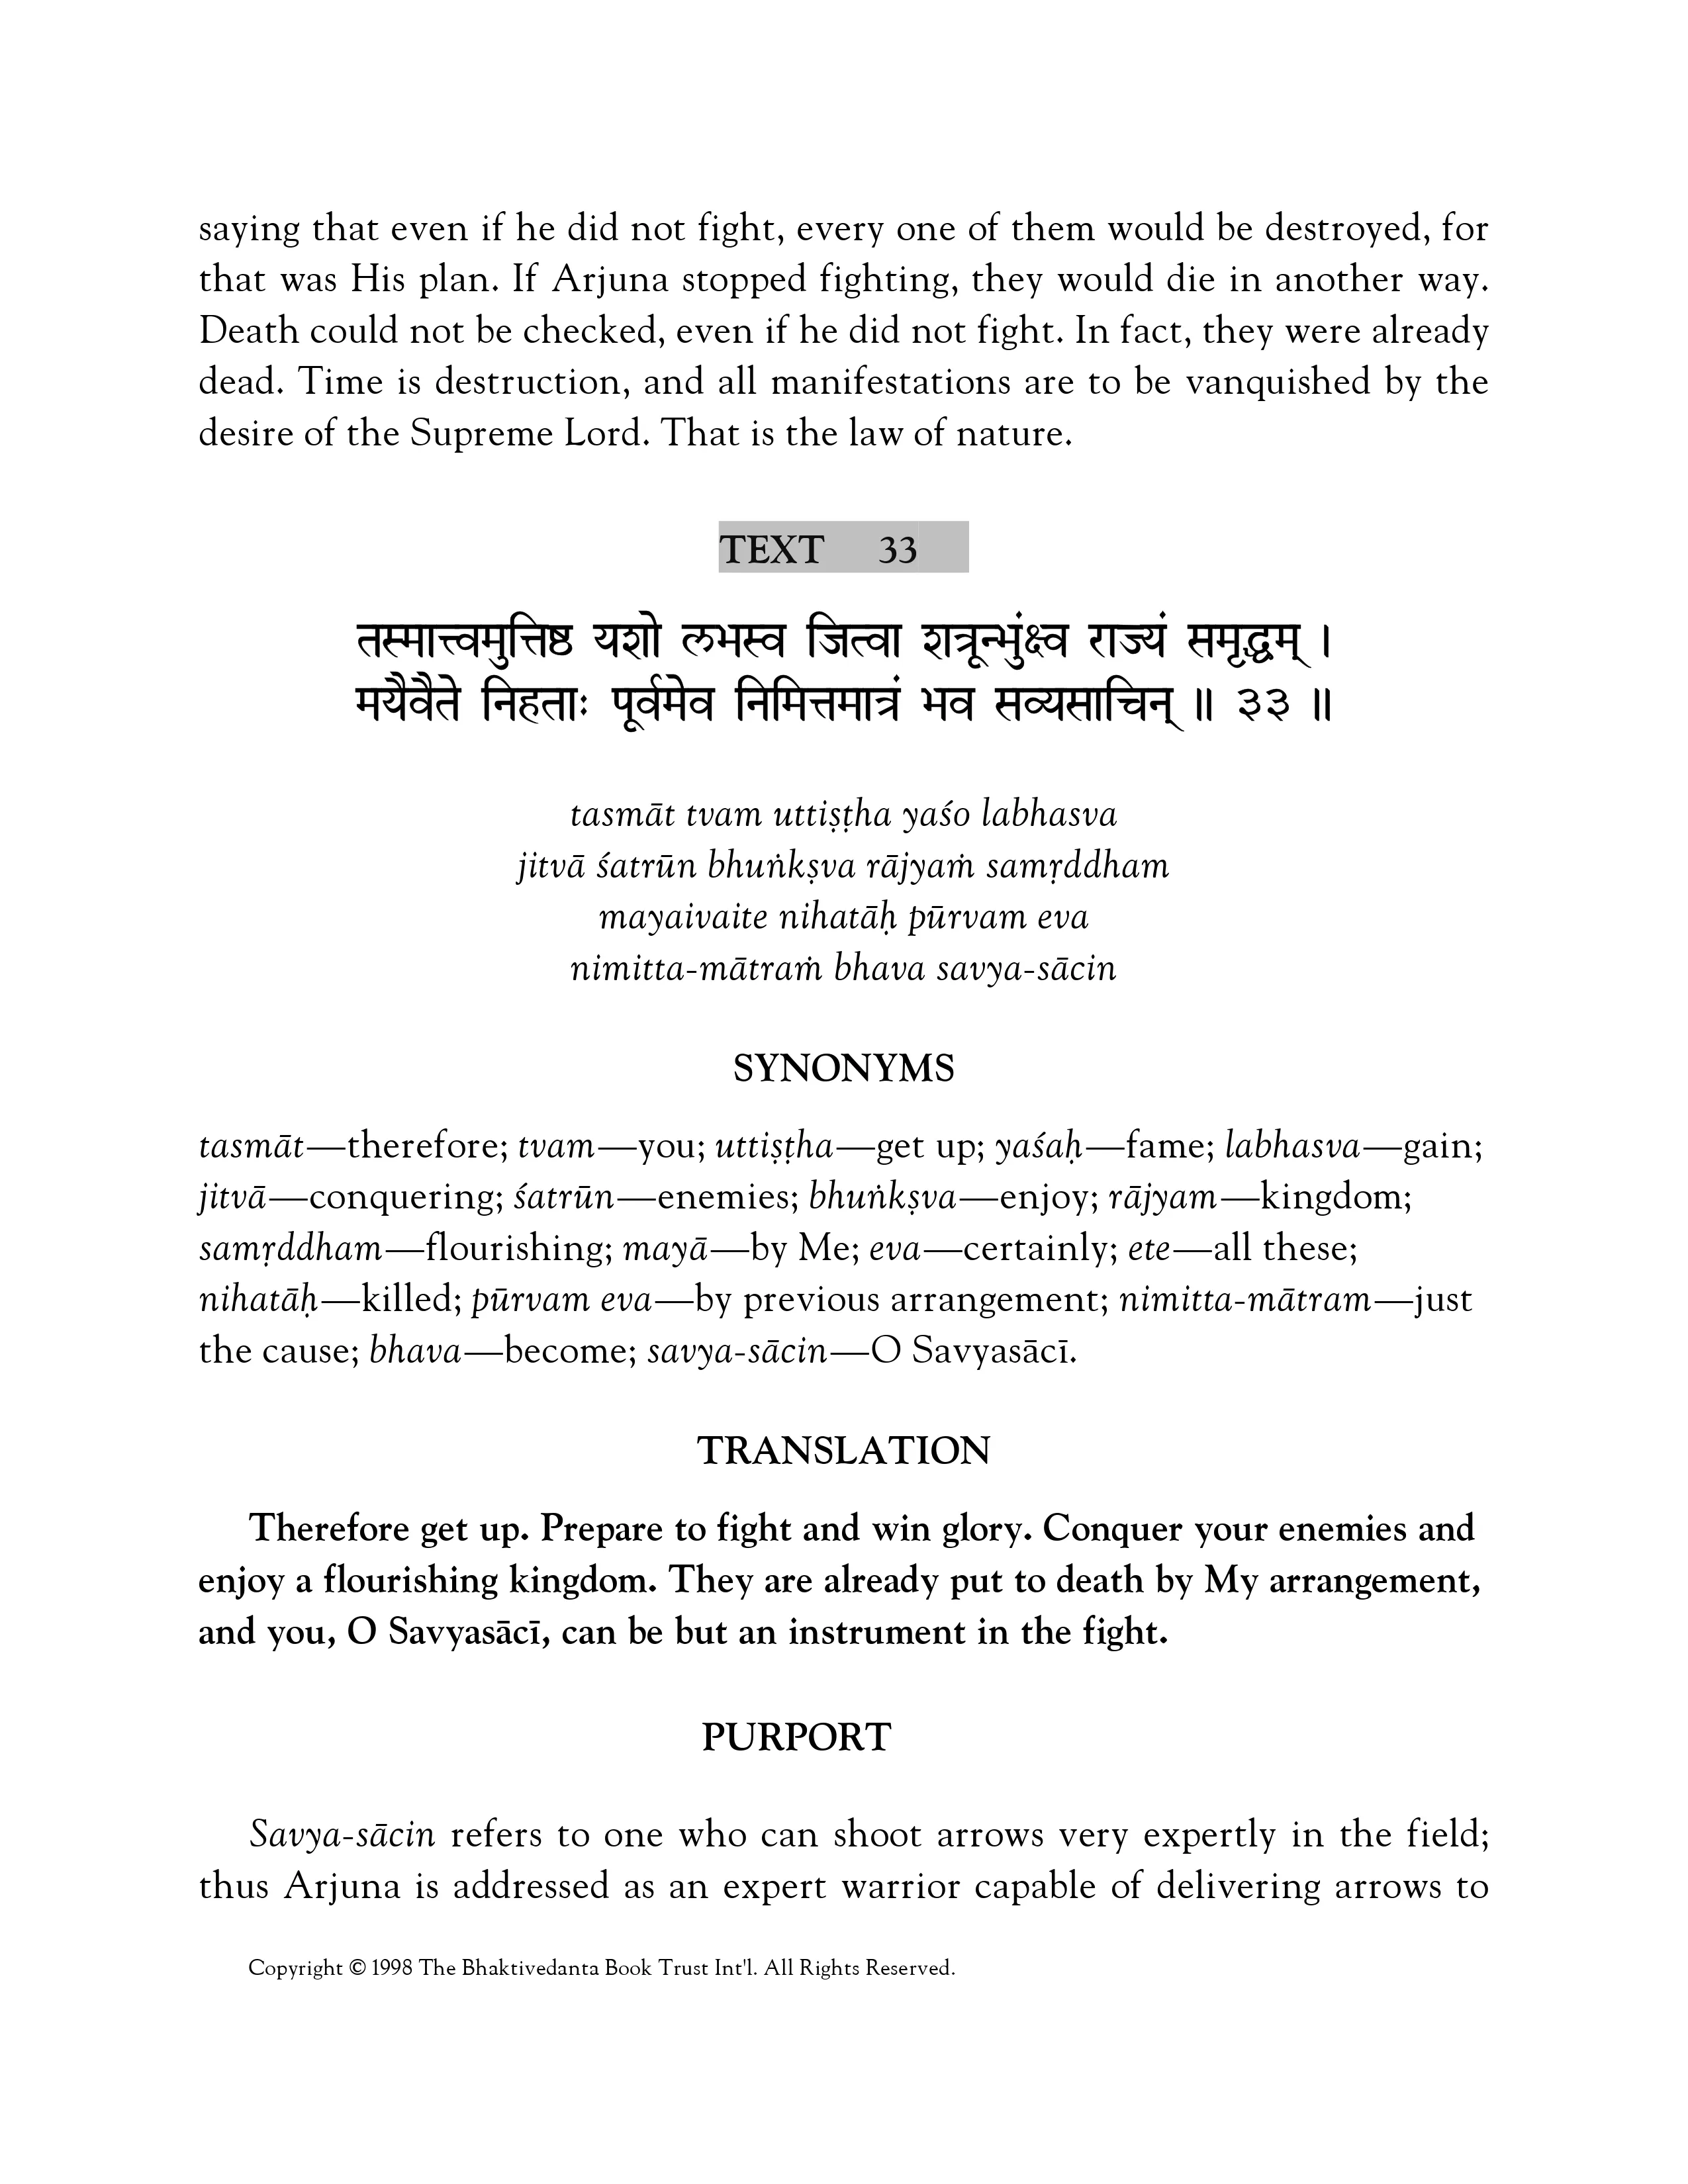 saying that even if he did not fight, every one of them would be destroyed, for
that was His plan. If Arjuna stopped fighting, they would die in another way.
Death could not be checked, even if he did not fight. In fact, they were already
dead. Time is destruction, and all manifestations are to be vanquished by the
desire of the Supreme Lord. That is the law of nature.
TEXT 33
तस्मात्त्वमुत्तिष्ठ यशो लभस्व जित्वा शत्रून्भुंक्ष्व राज्यं समृद्धम् ।
मयैवैते निहताः पूर्वमेव निमित्तमात्रं भव सव्यसाचिन् ॥ ३३ ॥
tasmāt tvam uttiṣṭha yaśo labhasva
jitvā śatrūn bhuṅkṣva rājyaṁ samṛddham
mayaivaite nihatāḥ pūrvam eva
nimitta-mātraṁ bhava savya-sācin
SYNONYMS
tasmāt—therefore; tvam—you; uttiṣṭha—get up; yaśaḥ—fame; labhasva—gain;
jitvā—conquering; śatrūn—enemies; bhuṅkṣva—enjoy; rājyam—kingdom;
samṛddham—flourishing; mayā—by Me; eva—certainly; ete—all these;
nihatāḥ—killed; pūrvam eva—by previous arrangement; nimitta-mātram—just
the cause; bhava—become; savya-sācin—O Savyasācī.
TRANSLATION
Therefore get up. Prepare to fight and win glory. Conquer your enemies and
enjoy a flourishing kingdom. They are already put to death by My arrangement,
and you, O Savyasācī, can be but an instrument in the fight.
PURPORT
Savya-sācin refers to one who can shoot arrows very expertly in the field;
thus Arjuna is addressed as an expert warrior capable of delivering arrows to
Copyright © 1998 The Bhaktivedanta Book Trust Int'l. All Rights Reserved.